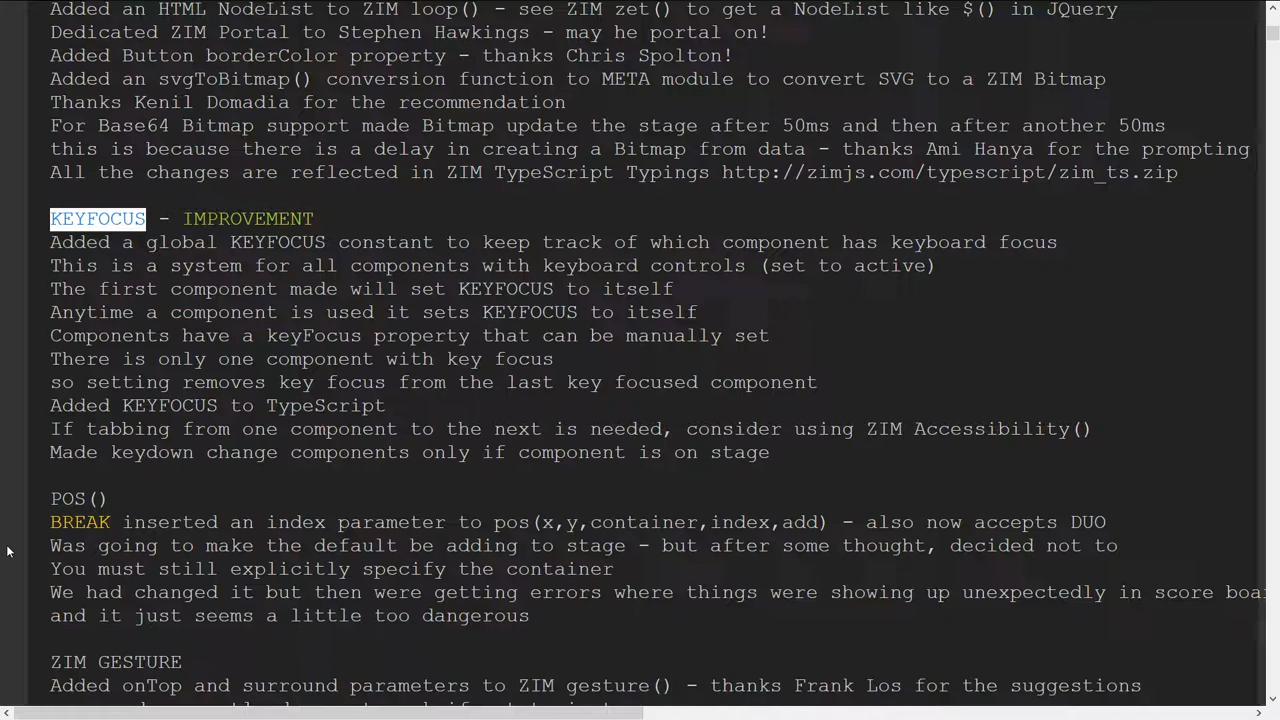 Added an HTML NodeList to ZIM loop() - see ZIM zet() to get a NodeList like $() in JQuery
Dedicated ZIM Portal to Stephen Hawkings - may he portal on!
Added Button borderColor property - thanks Chris Spolton!
Added an svgToBitmap() conversion function to META module to convert SVG to a ZIM Bitmap
Thanks Kenil Domadia for the recommendation
For Base64 Bitmap support made Bitmap update the stage after 50ms and then after another 50ms
this is because there is a delay in creating a Bitmap from data - thanks Ami Hanya for the prompting
All the changes are reflected in ZIM TypeScript Typings http://zimjs.com/typescript/zim_ts.zip
KEYFOCUS - IMPROVEMENT
Added a global KEYFOCUS constant to keep track of which component has keyboard focus
This is a system for all components with keyboard controls (set to active)
The first component made will set KEYFOCUS to itself
Anytime a component is used it sets KEYFOCUS to itself
Components have a keyFocus property that can be manually set
There is only one component with key focus
so setting removes key focus from the last key focused component
Added KEYFOCUS to TypeScript
If tabbing from one component to the next is needed, consider using ZIM Accessibility()
Made keydown change components only if component is on stage
POS()
BREAK inserted an index parameter to pos(x,y,container,index,add) - also now accepts DUO
Was going to make the default be adding to stage - but after some thought, decided not to
You must still explicitly specify the container
We had changed it but then were getting errors where things were showing up unexpectedly in score
and it just seems a little too dangerous
ZIM GESTURE
Added onTop and surround parameters to ZIM gesture() - thanks Frank Los for the suggestions